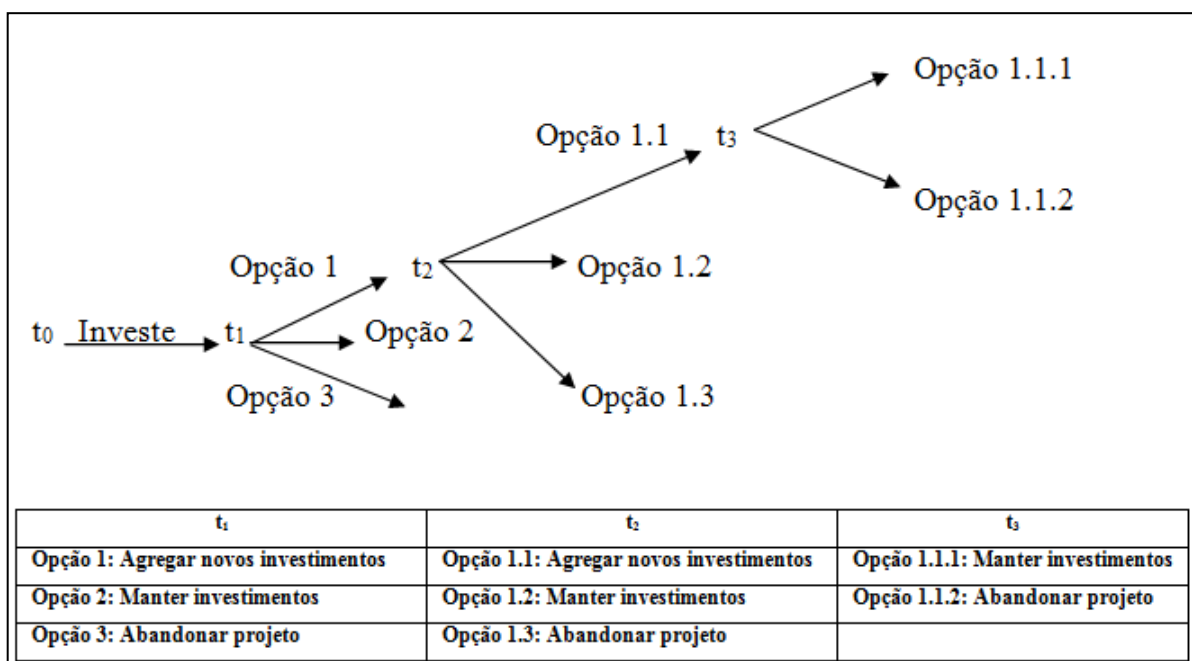 Opção 1.1.1
Opção 1.1 t₃
Opção 1.1.2
Opção 1 t₂ Opção 1.2
t₀ Investe t₁ Opção 2
Opção 3 Opção 1.3
t₁ t₂ t₃
Opção 1: Agregar novos investimentos Opção 1.1: Agregar novos investimentos Opção 1.1.1: Manter investimentos
Opção 2: Manter investimentos Opção 1.2: Manter investimentos Opção 1.1.2: Abandonar projeto
Opção 3: Abandonar projeto Opção 1.3: Abandonar projeto